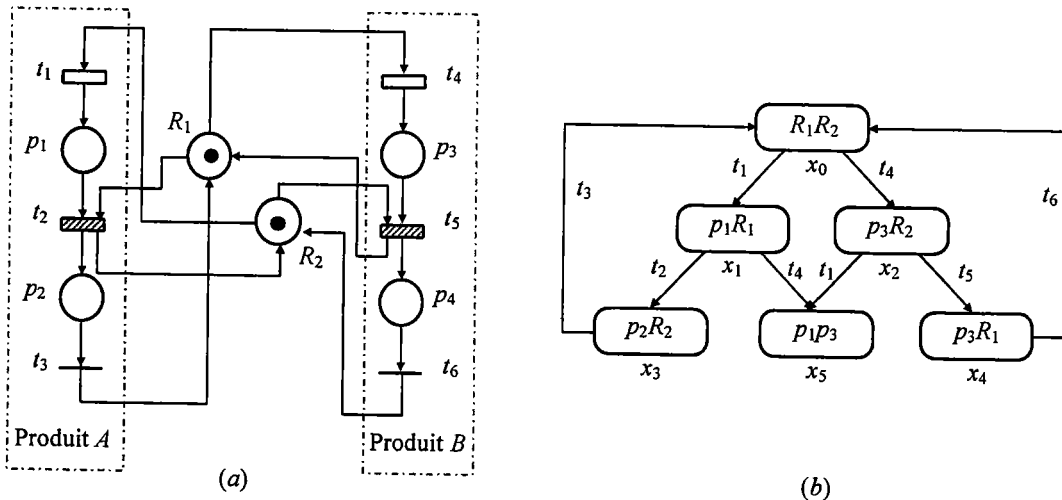 t1
p1
t2
p2
t3
Produit A
R1
R2
t4
p3
t5
p4
t6
Produit B
(a)
R1R2
x0
t1
t4
t3
t6
p1R1
x1
p3R2
x2
t2
t4
t1
t5
p2R2
x3
p1p3
x5
p3R1
x4
(b)